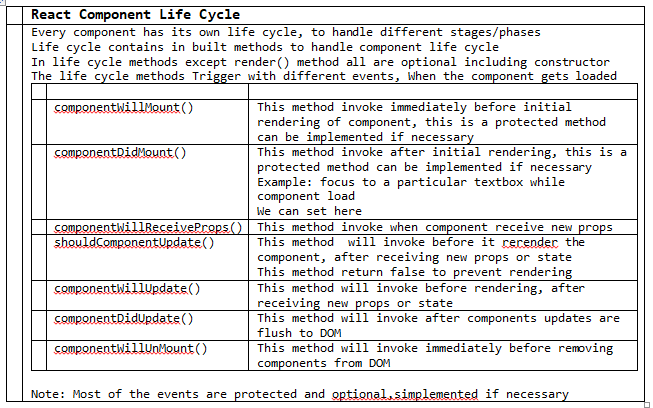 React Component Life Cycle
Every component has its own life cycle, to handle different stages/phases
Life cycle contains in built methods to handle component life cycle
In life cycle methods except render() method all are optional including constructor
The life cycle methods Trigger with different events, When the component gets loaded
componentWillMount()
This method invoke immediately before initial
rendering of component, this is a protected method
can be implemented if necessary
componentDidMount()
This method invoke after initial rendering, this is a
protected method can be implemented if necessary
Example: focus to a particular textbox while
component load
We can set here
componentWillReceiveProps()
This method invoke when component receive new props
shouldComponentUpdate()
This method  will invoke before it rerender the
component, after receiving new props or state
This method return false to prevent rendering
componentWillUpdate()
This method will invoke before rendering, after
receiving new props or state
componentDidUpdate()
This method will invoke after components updates are
flush to DOM
componentWillUnMount()
This method will invoke immediately before removing
components from DOM
Note: Most of the events are protected and optional,simplemented if necessary